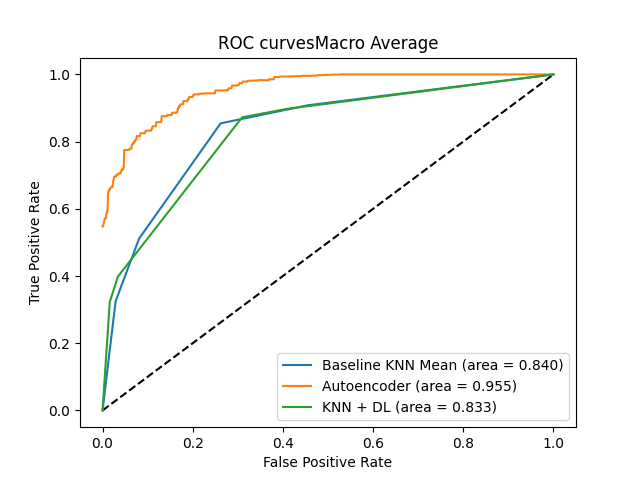 ROC curvesMacro Average
True Positive Rate
1.0
0.8
0.6
0.4
0.2
0.0
0.0 0.2 0.4 0.6 0.8 1.0
False Positive Rate
Baseline KNN Mean (area = 0.840)
Autoencoder (area = 0.955)
KNN + DL (area = 0.833)